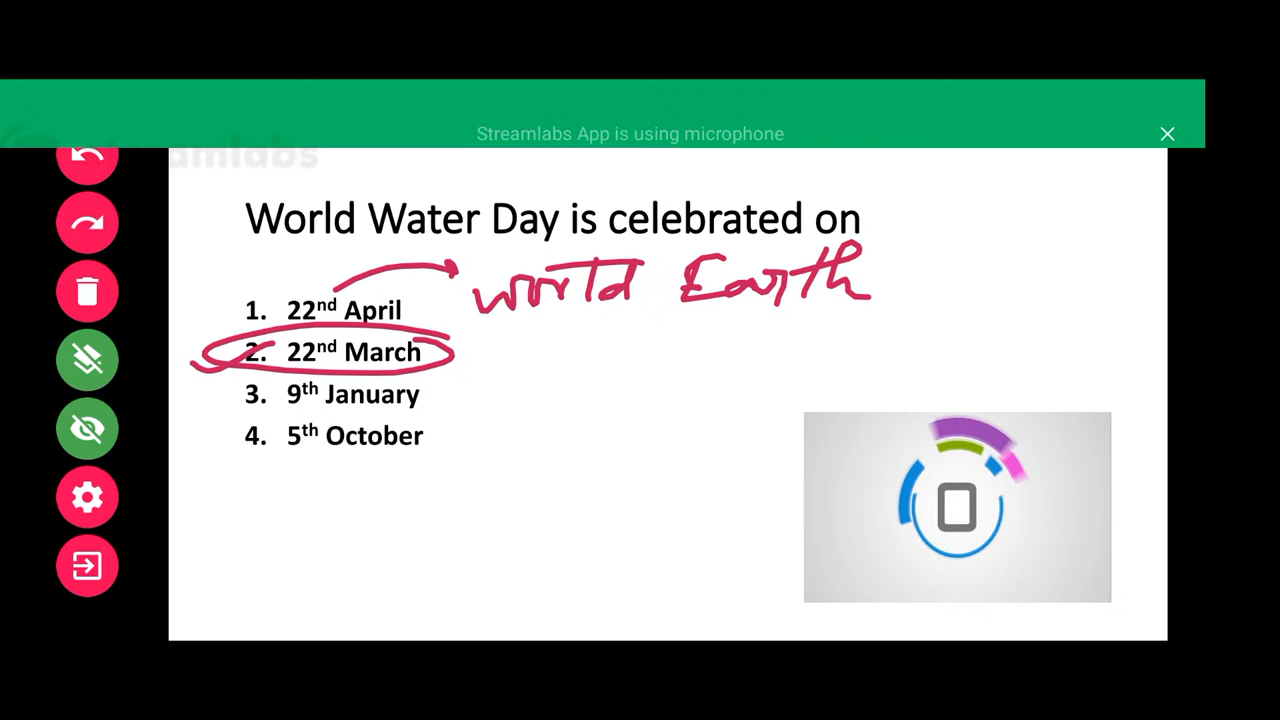 Streamlabs App is using microphone
World Water Day is celebrated on
world Earth
1. 22nd April
2. 22nd March
3. 9th January
4. 5th October